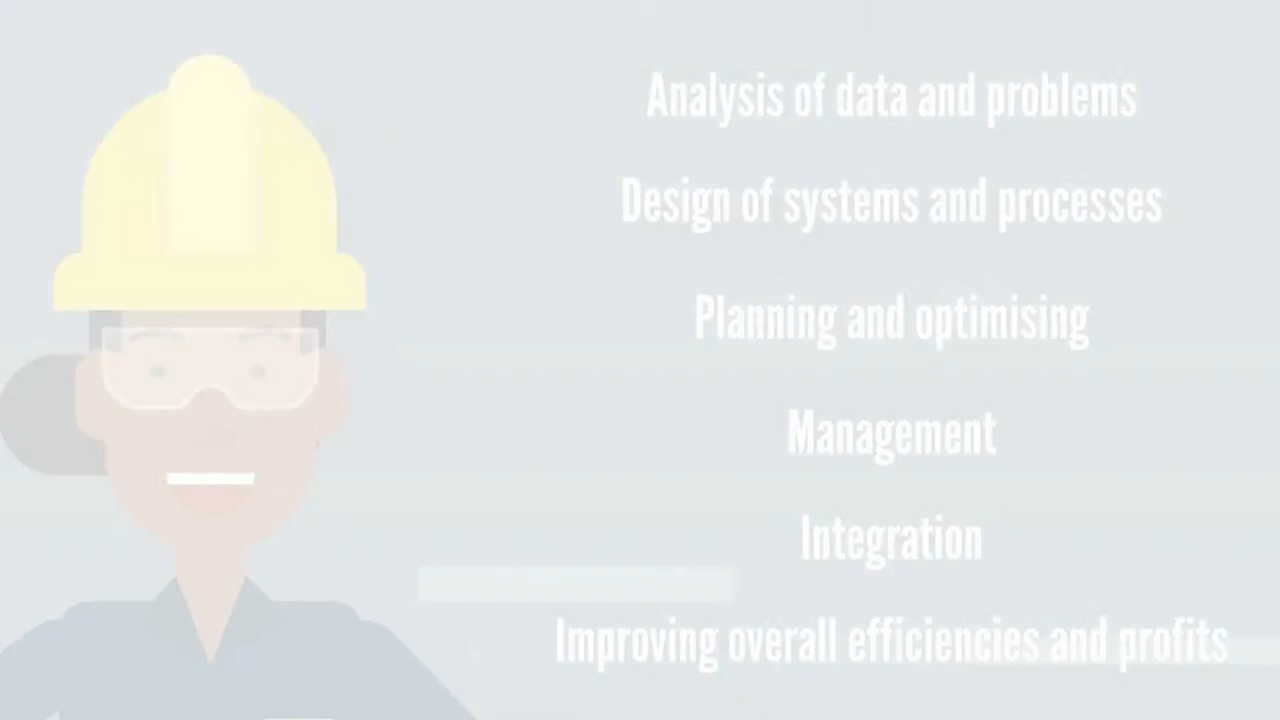 Analysis of data and problems
Design of systems and processes
Planning and optimising
Management
Integration
Improving overall efficiencies and profits